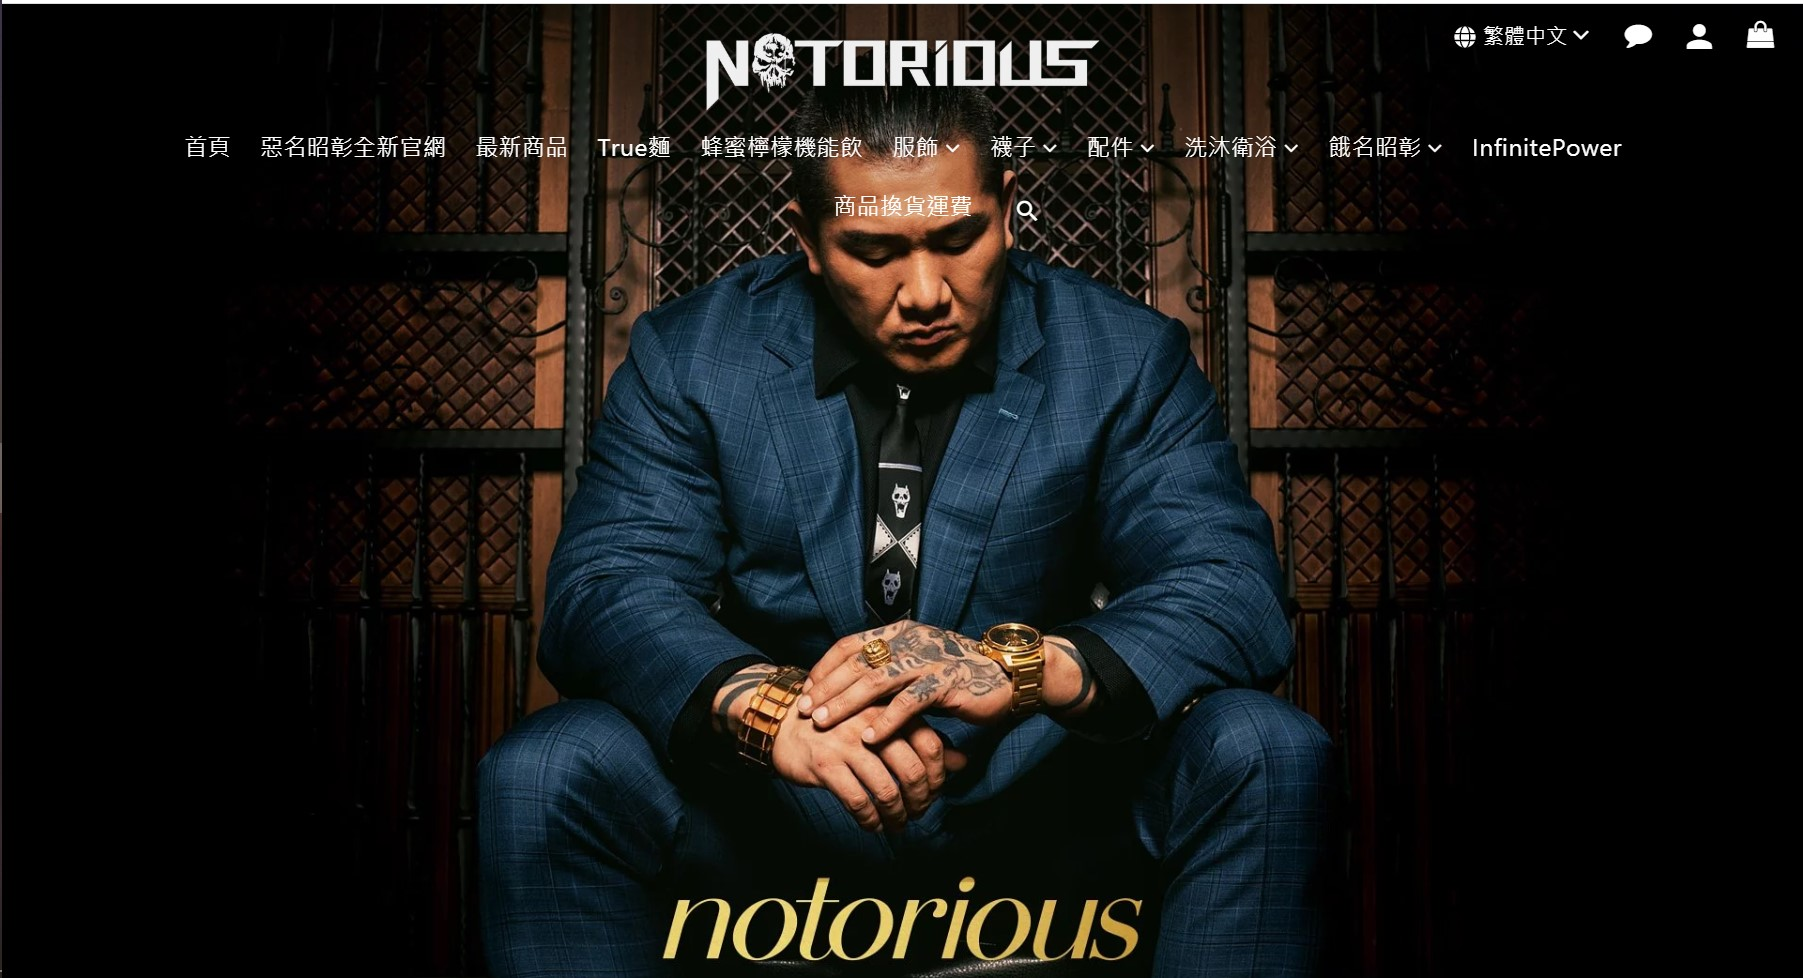 繁體中文
NOTORIOUS
首頁 惡名昭彰全新官網 最新商品 True麵 蜂蜜檸檬機能飲 服飾 襪子 配件 洗沐衛浴 餓名昭彰 InfinitePower
商品換貨運費
notorious